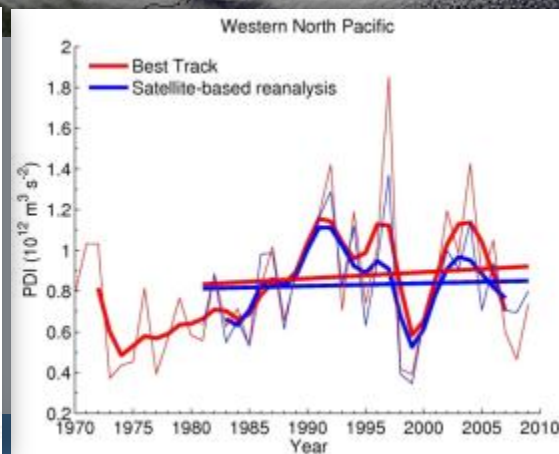 Western North Pacific
Best Track
Satellite-based reanalysis
PDI (10¹² m³ s⁻²)
2
1.8
1.6
1.4
1.2
1
0.8
0.6
0.4
0.2
1970 1975 1980 1985 1990 1995 2000 2005 2010
Year